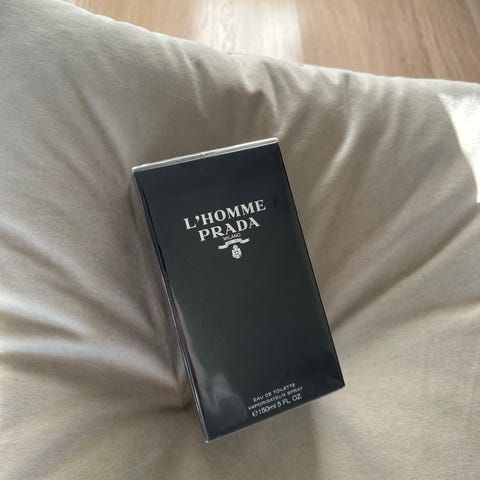 L'HOMME
PRADA
MILANO
EAU DE TOILETTE
VAPORISATEUR SPRAY
℮150ml 5 FL. OZ.